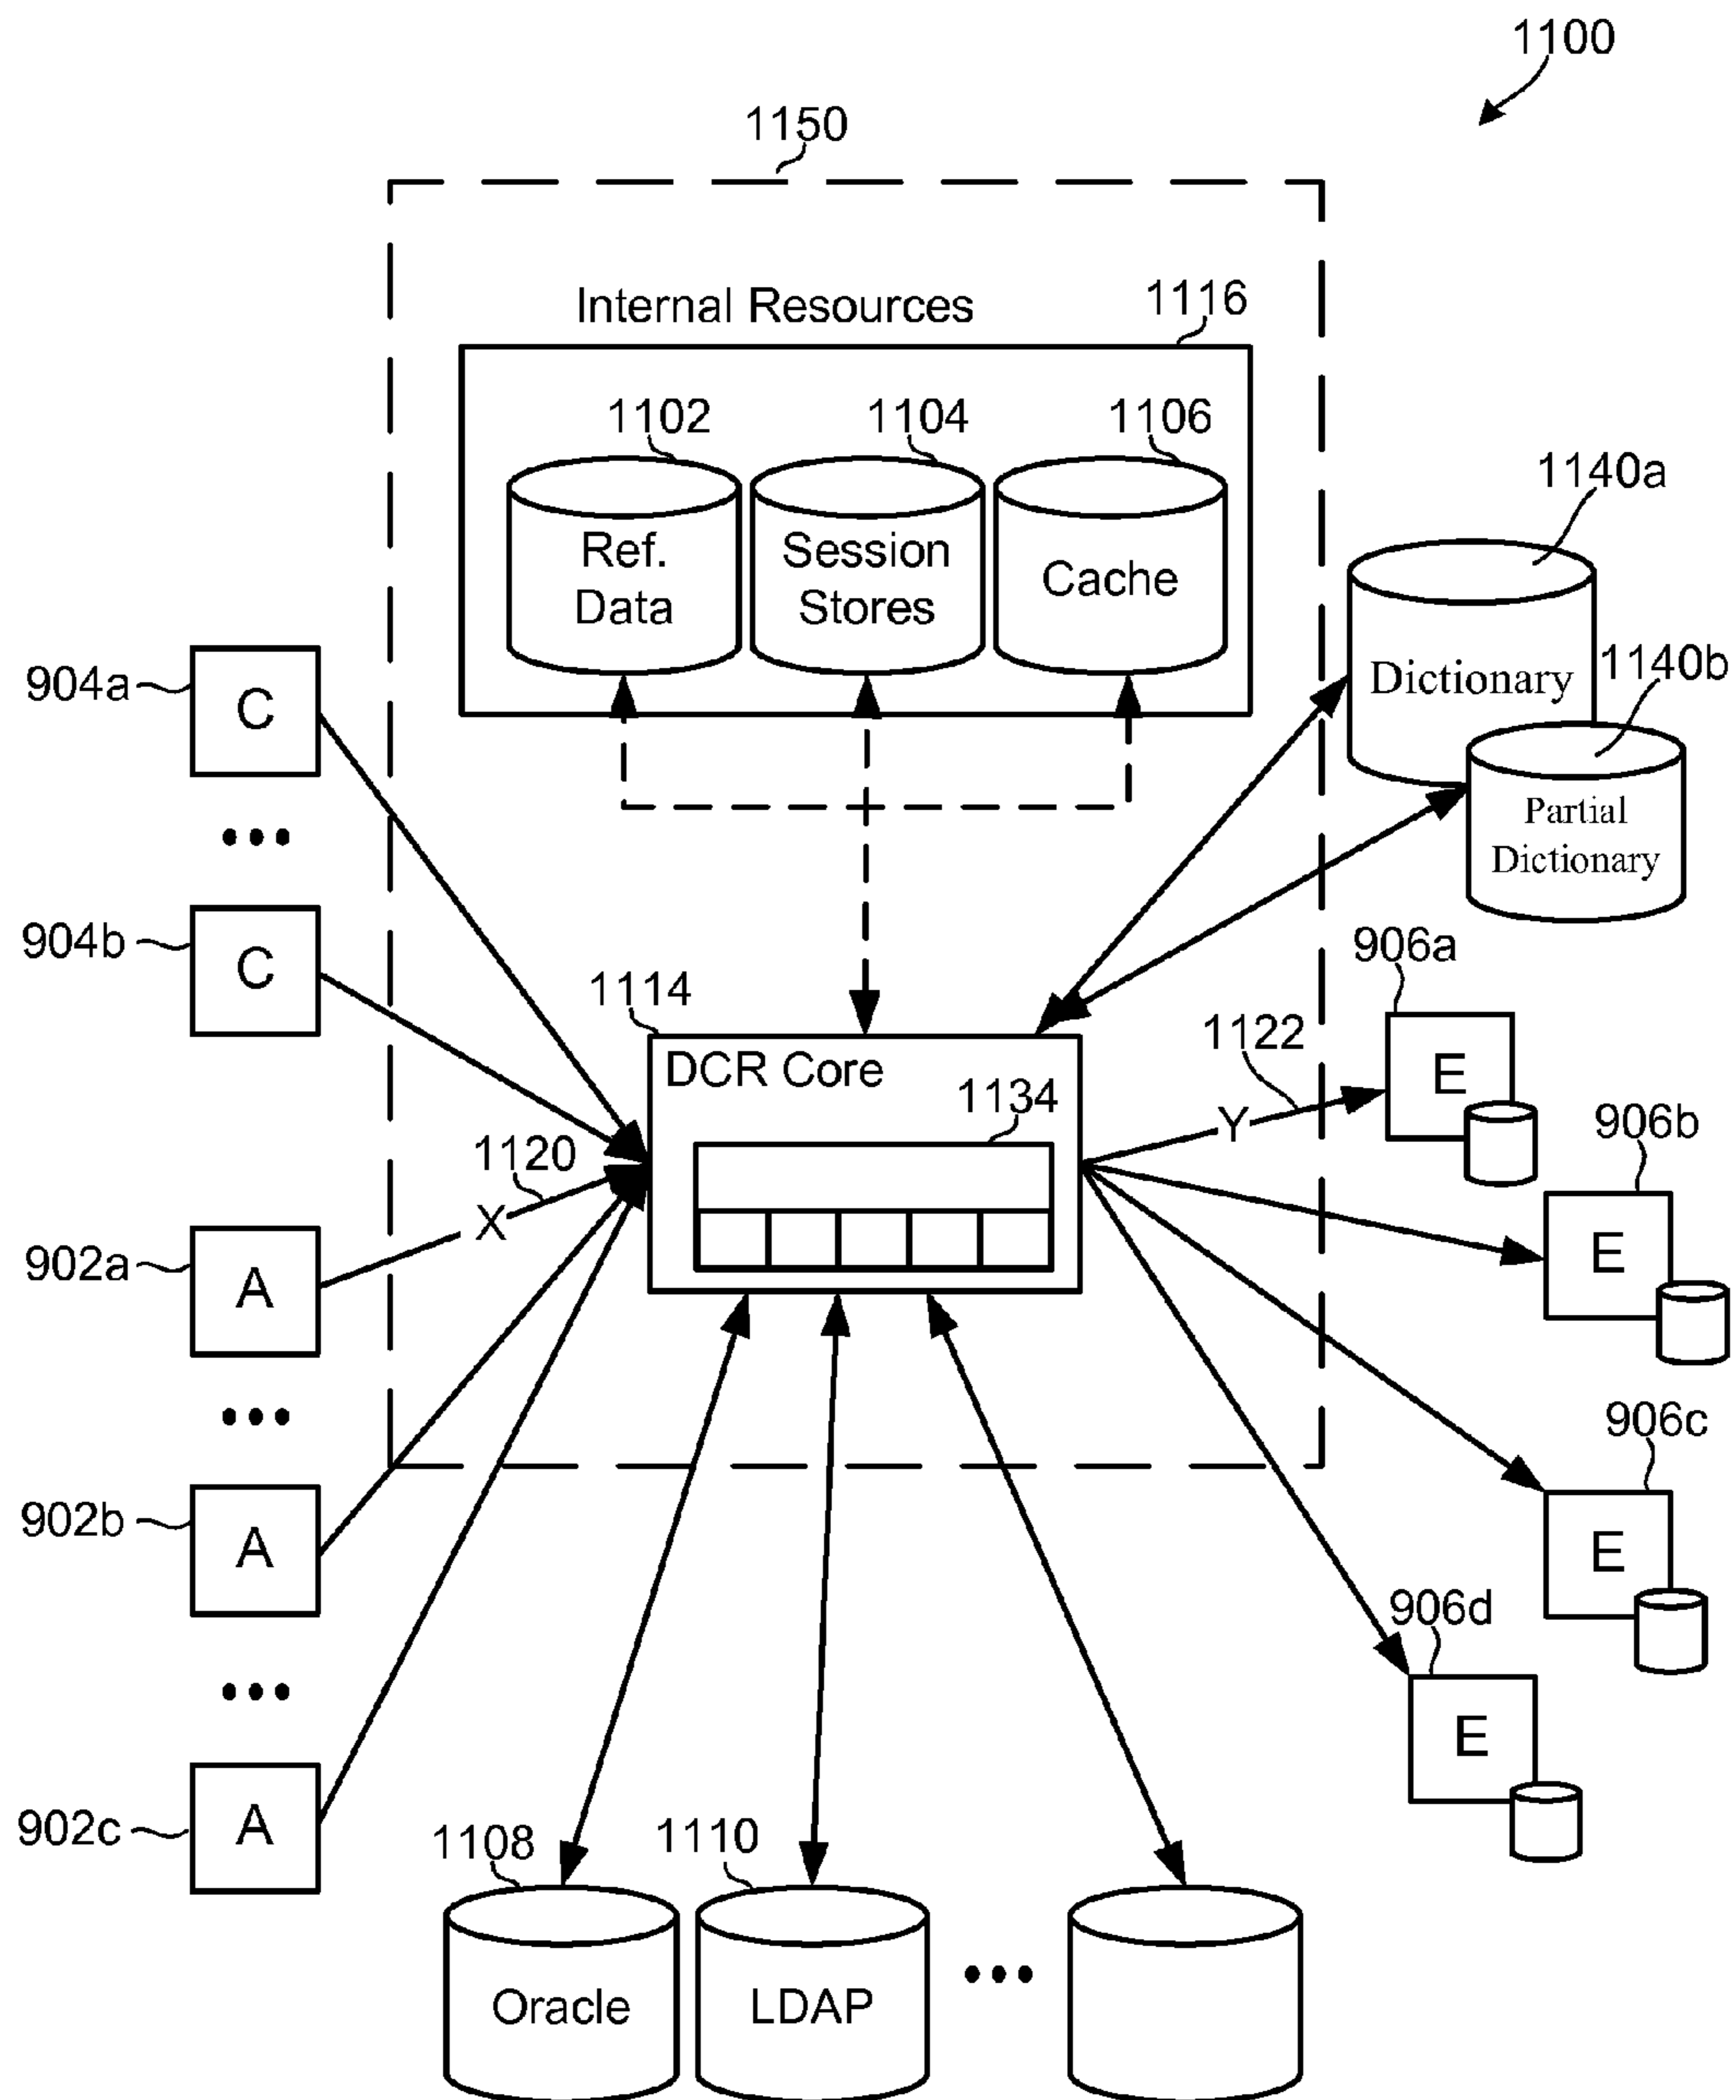 1100
1150
Internal Resources
1116
1102
1104
1106
Ref.
Data
Session
Stores
Cache
1140a
Dictionary
1140b
Partial
Dictionary
904a
C
•••
904b
C
906a
E
1114
DCR Core
1134
1122
Y
906b
E
1120
X
902a
A
•••
906c
E
902b
A
906d
E
•••
902c
A
1108
1110
Oracle
LDAP
•••